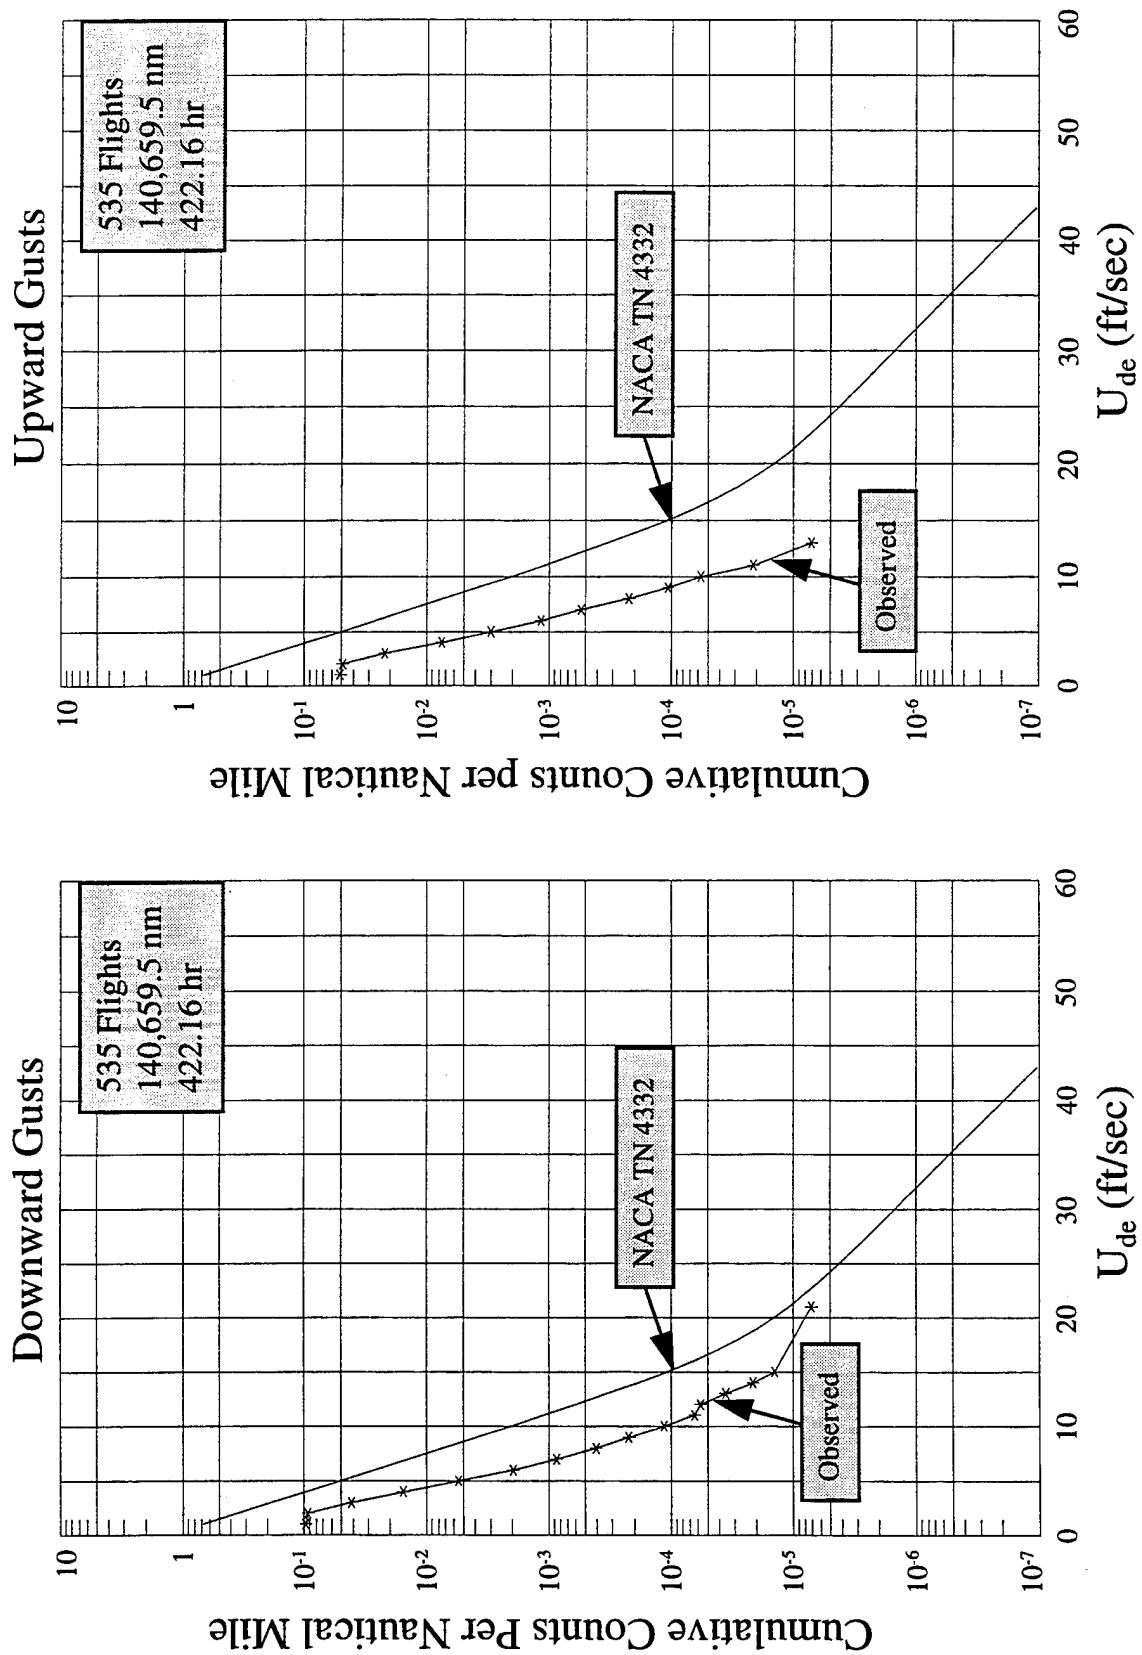 Downward Gusts
535 Flights
140,659.5 nm
422.16 hr
NACA TN 4332
Observed
Cumulative Counts Per Nautical Mile
10
1
10-1
10-2
10-3
10-4
10-5
10-6
10-7
0
10
20
30
40
50
60
Ude (ft/sec)
Upward Gusts
535 Flights
140,659.5 nm
422.16 hr
NACA TN 4332
Observed
Cumulative Counts per Nautical Mile
10
1
10-1
10-2
10-3
10-4
10-5
10-6
10-7
0
10
20
30
40
50
60
Ude (ft/sec)